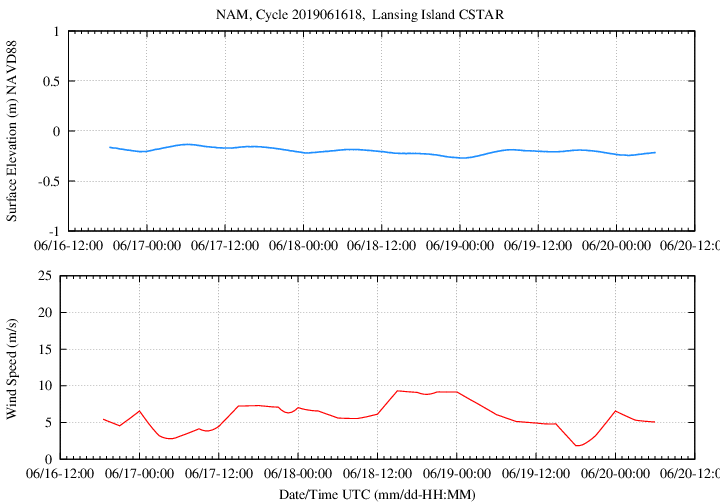 NAM, Cycle 2019061618,  Lansing Island CSTAR
Surface Elevation (m) NAVD88
1
0.5
0
-0.5
-1
06/16-12:00 06/17-00:00 06/17-12:00 06/18-00:00 06/18-12:00 06/19-00:00 06/19-12:00 06/20-00:00 06/20-12:0
Wind Speed (m/s)
25
20
15
10
5
0
06/16-12:00 06/17-00:00 06/17-12:00 06/18-00:00 06/18-12:00 06/19-00:00 06/19-12:00 06/20-00:00 06/20-12:0
Date/Time UTC (mm/dd-HH:MM)